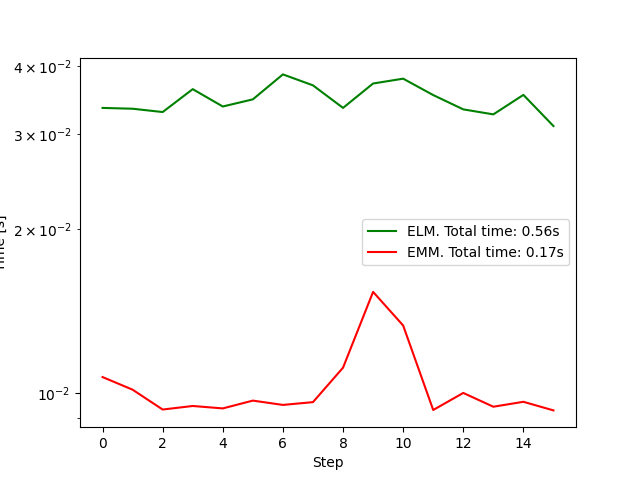 4 × 10⁻²
3 × 10⁻²
2 × 10⁻²
10⁻²
Time [s]
ELM. Total time: 0.56s
EMM. Total time: 0.17s
0 2 4 6 8 10 12 14
Step